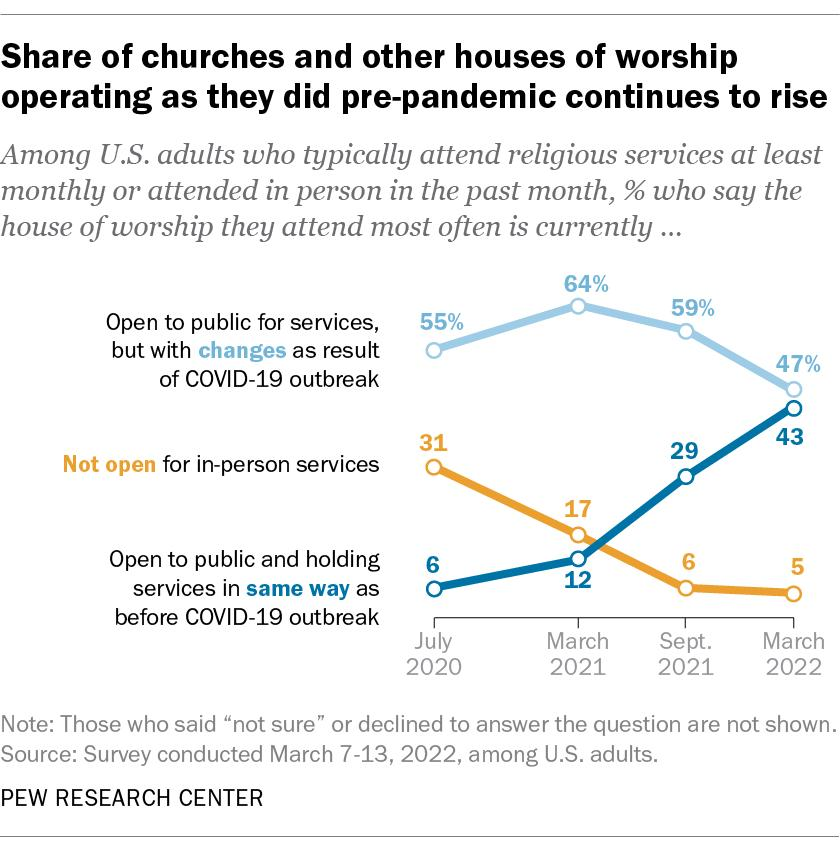 Share of churches and other houses of worship
operating as they did pre-pandemic continues to rise
Among U.S. adults who typically attend religious services at least
monthly or attended in person in the past month, % who say the
house of worship they attend most often is currently ...
Open to public for services,
but with changes as result
of COVID-19 outbreak
55%
64%
59%
47%
Not open for in-person services
31
17
6
5
Open to public and holding
services in same way as
before COVID-19 outbreak
6
12
29
43
July
2020
March
2021
Sept.
2021
March
2022
Note: Those who said “not sure” or declined to answer the question are not shown.
Source: Survey conducted March 7-13, 2022, among U.S. adults.
PEW RESEARCH CENTER